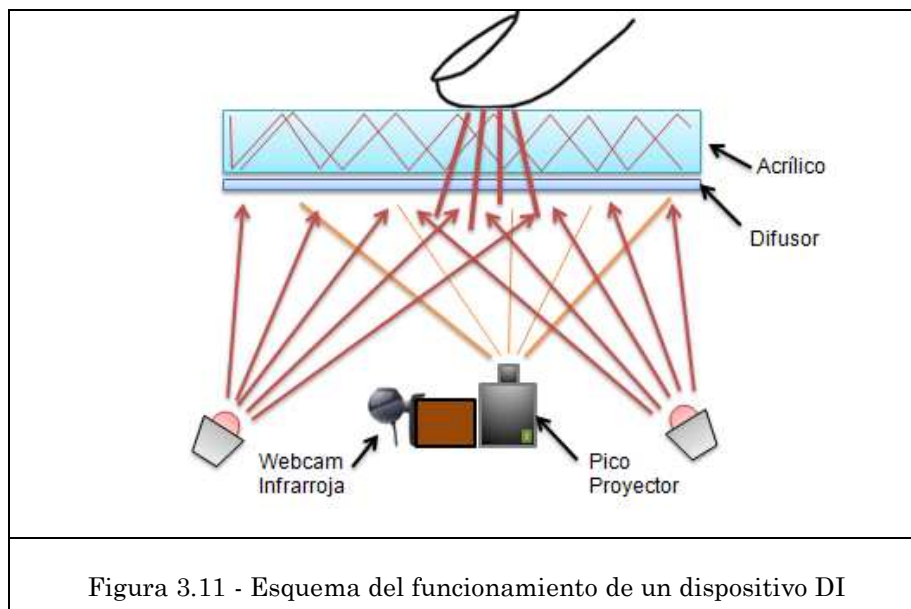 Acrílico
Difusor
Webcam
Infrarroja
Pico
Proyector
Figura 3.11 - Esquema del funcionamiento de un dispositivo DI